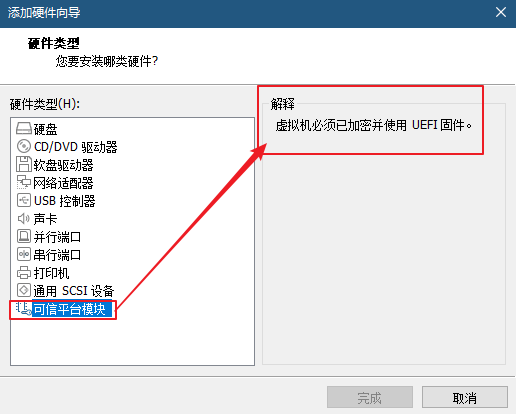 添加硬件向导
硬件类型
您要安装哪类硬件?
硬件类型(H):
硬盘
CD/DVD 驱动器
软盘驱动器
网络适配器
USB 控制器
声卡
并行端口
串行端口
打印机
通用 SCSI 设备
可信平台模块
解释
虚拟机必须已加密并使用 UEFI 固件。
完成
取消